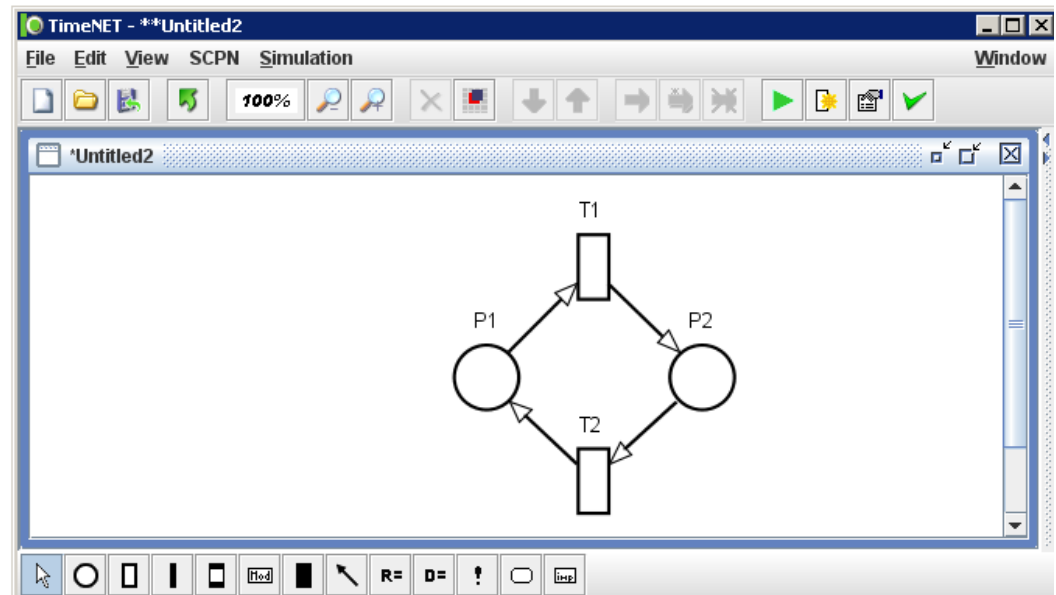 TimeNET - **Untitled2
File Edit View SCPN Simulation Window
100%
*Untitled2
T1
P1 P2
T2
Mod R= D= ! imp